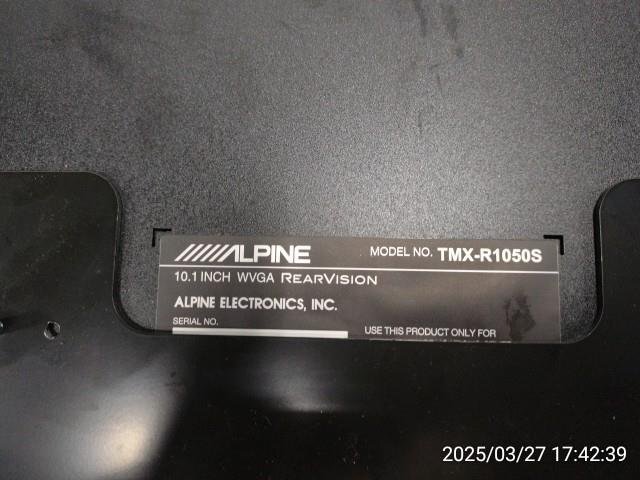 ALPINE
MODEL NO. TMX-R1050S
10.1 INCH WVGA REARVISION
ALPINE ELECTRONICS, INC.
SERIAL NO.
USE THIS PRODUCT ONLY FOR
2025/03/27 17:42:39